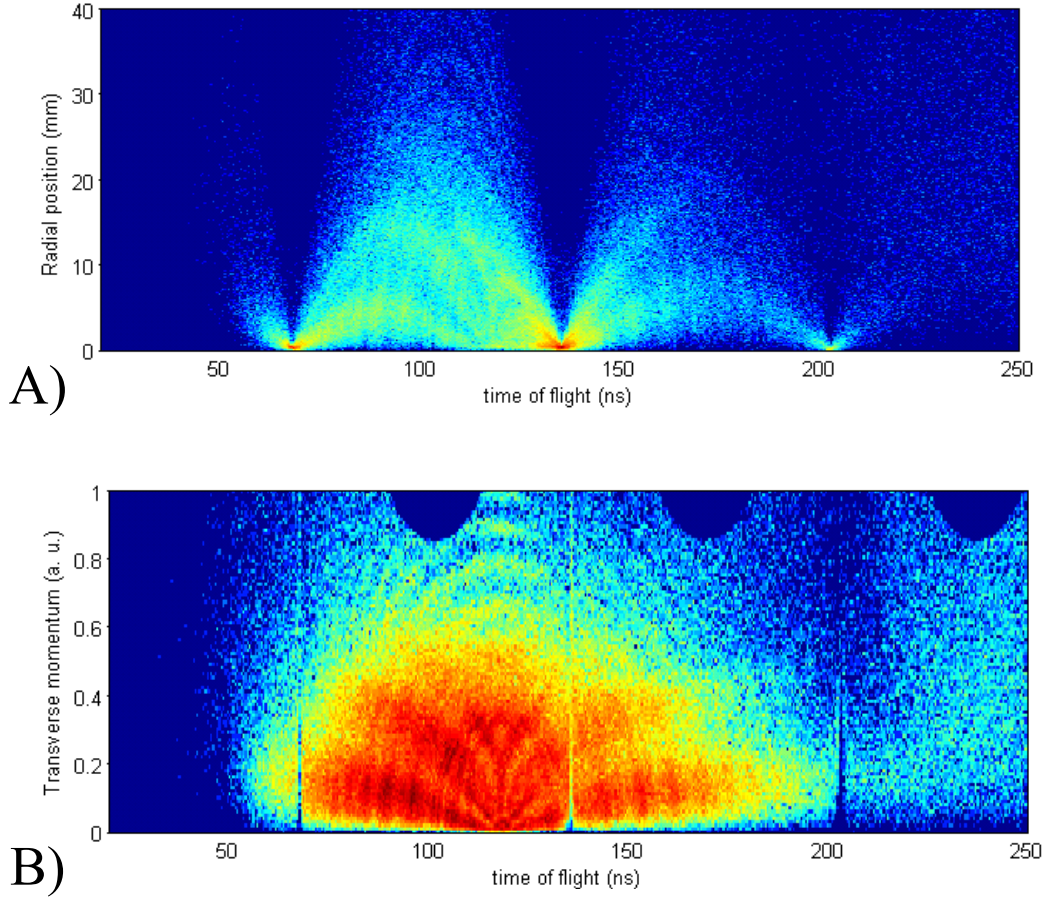 40
30
20
10
0
Radial position (mm)
50 100 150 200 250
time of flight (ns)
A)
1
0.8
0.6
0.4
0.2
0
Transverse momentum (a. u.)
50 100 150 200 250
time of flight (ns)
B)